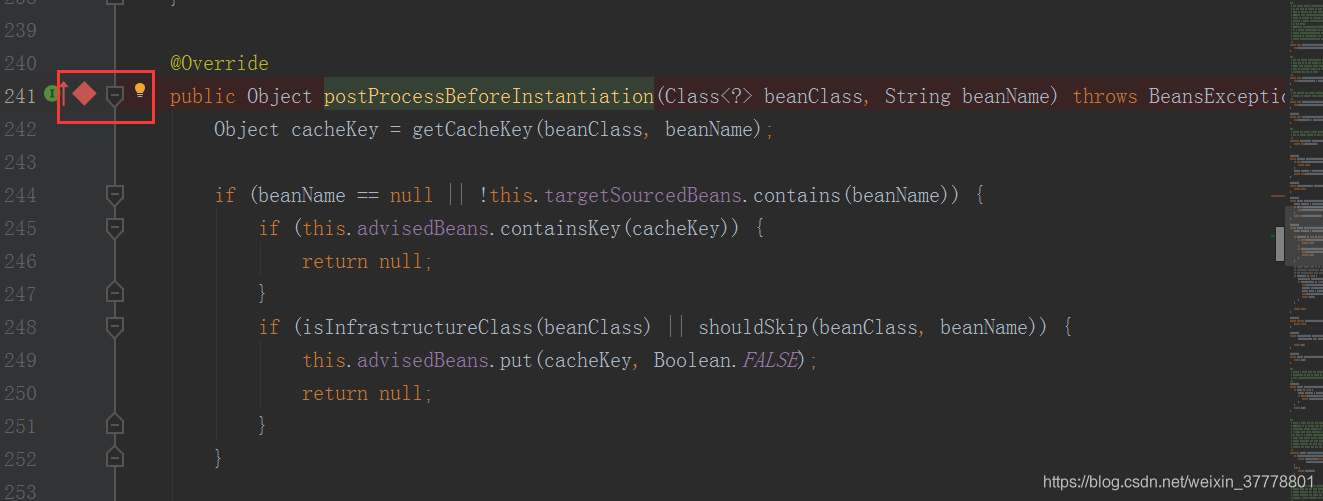 239
240 @Override
241 public Object postProcessBeforeInstantiation(Class<?> beanClass, String beanName) throws BeansExceptio
242 Object cacheKey = getCacheKey(beanClass, beanName);
243
244 if (beanName == null || !this.targetSourcedBeans.contains(beanName)) {
245 if (this.advisedBeans.containsKey(cacheKey)) {
246 return null;
247 }
248 if (isInfrastructureClass(beanClass) || shouldSkip(beanClass, beanName)) {
249 this.advisedBeans.put(cacheKey, Boolean.FALSE);
250 return null;
251 }
252 }
253
https://blog.csdn.net/weixin_37778801